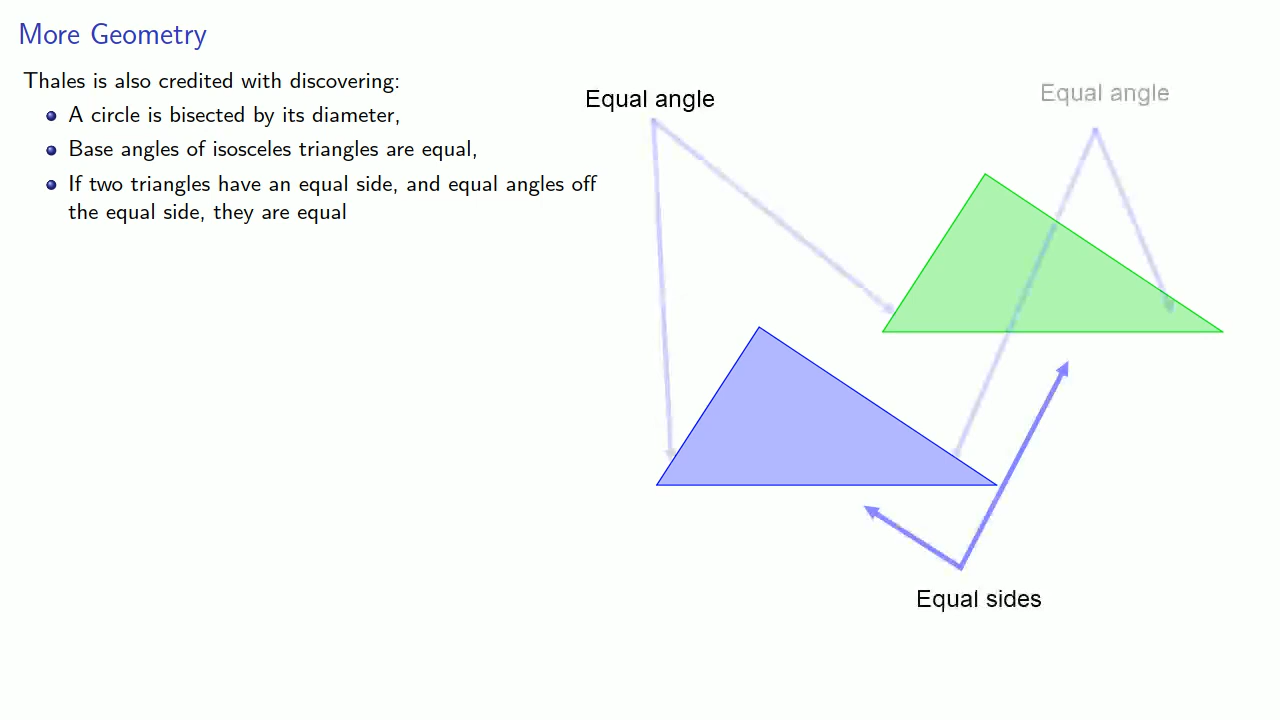 More Geometry
Thales is also credited with discovering:
A circle is bisected by its diameter,
Base angles of isosceles triangles are equal,
If two triangles have an equal side, and equal angles off
the equal side, they are equal
Equal angle
Equal angle
Equal sides